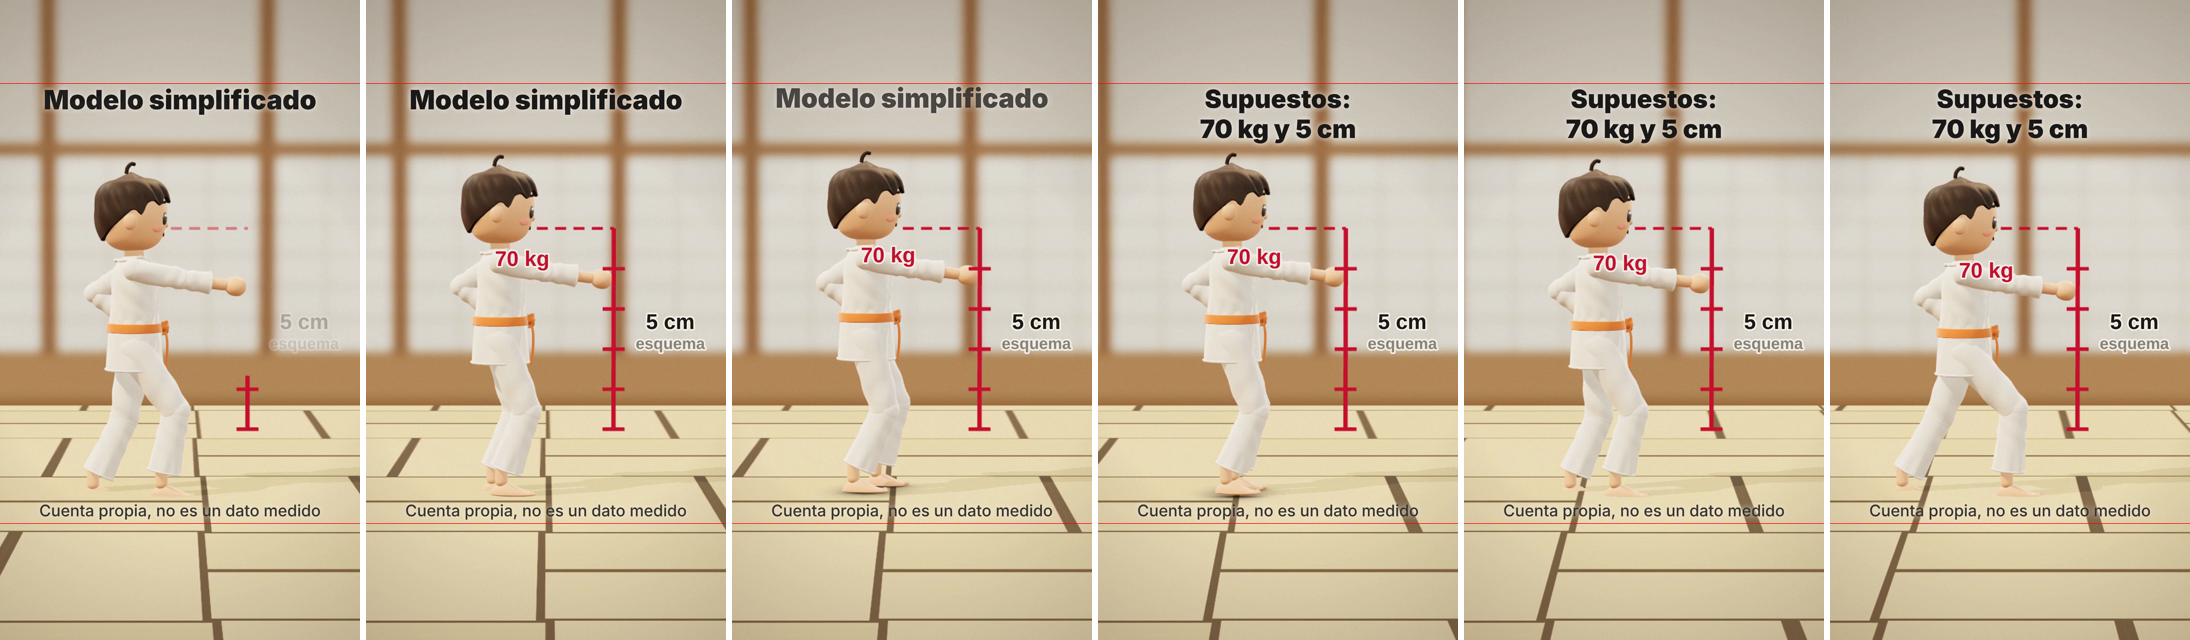 Modelo simplificado
5 cm
esquema
Cuenta propia, no es un dato medido
Modelo simplificado
70 kg
5 cm
esquema
Cuenta propia, no es un dato medido
Modelo simplificado
70 kg
5 cm
esquema
Cuenta propia, no es un dato medido
Supuestos:
70 kg y 5 cm
70 kg
5 cm
esquema
Cuenta propia, no es un dato medido
Supuestos:
70 kg y 5 cm
70 kg
5 cm
esquema
Cuenta propia, no es un dato medido
Supuestos:
70 kg y 5 cm
70 kg
5 cm
esquema
Cuenta propia, no es un dato medido